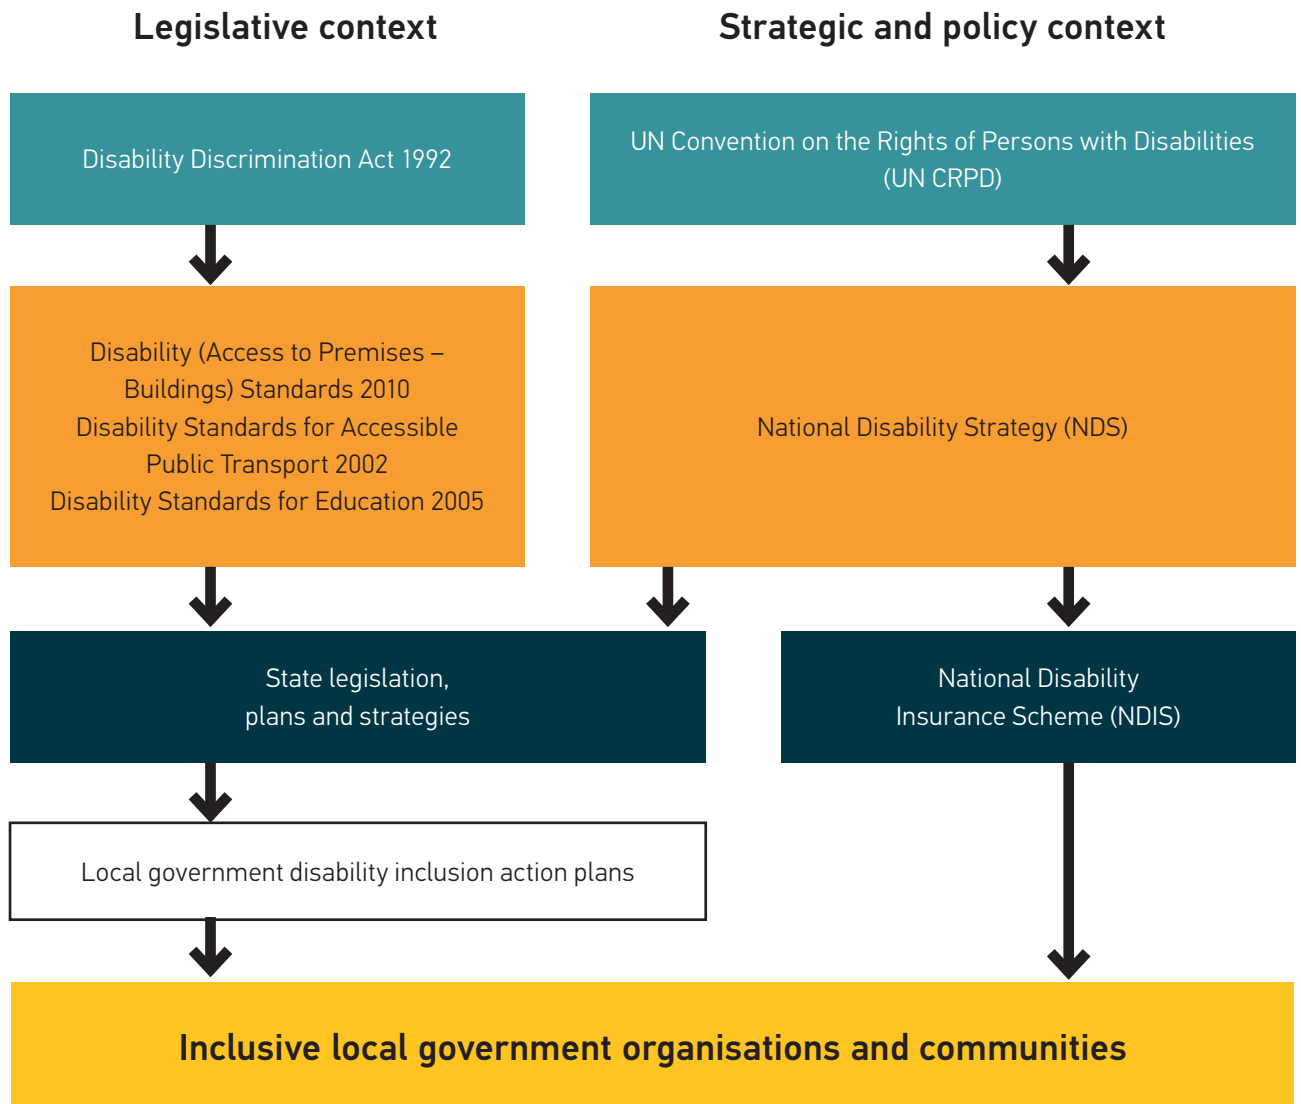 Legislative context
Strategic and policy context
Disability Discrimination Act 1992
UN Convention on the Rights of Persons with Disabilities
(UN CRPD)
Disability (Access to Premises –
Buildings) Standards 2010
Disability Standards for Accessible
Public Transport 2002
Disability Standards for Education 2005
National Disability Strategy (NDS)
State legislation,
plans and strategies
National Disability
Insurance Scheme (NDIS)
Local government disability inclusion action plans
Inclusive local government organisations and communities